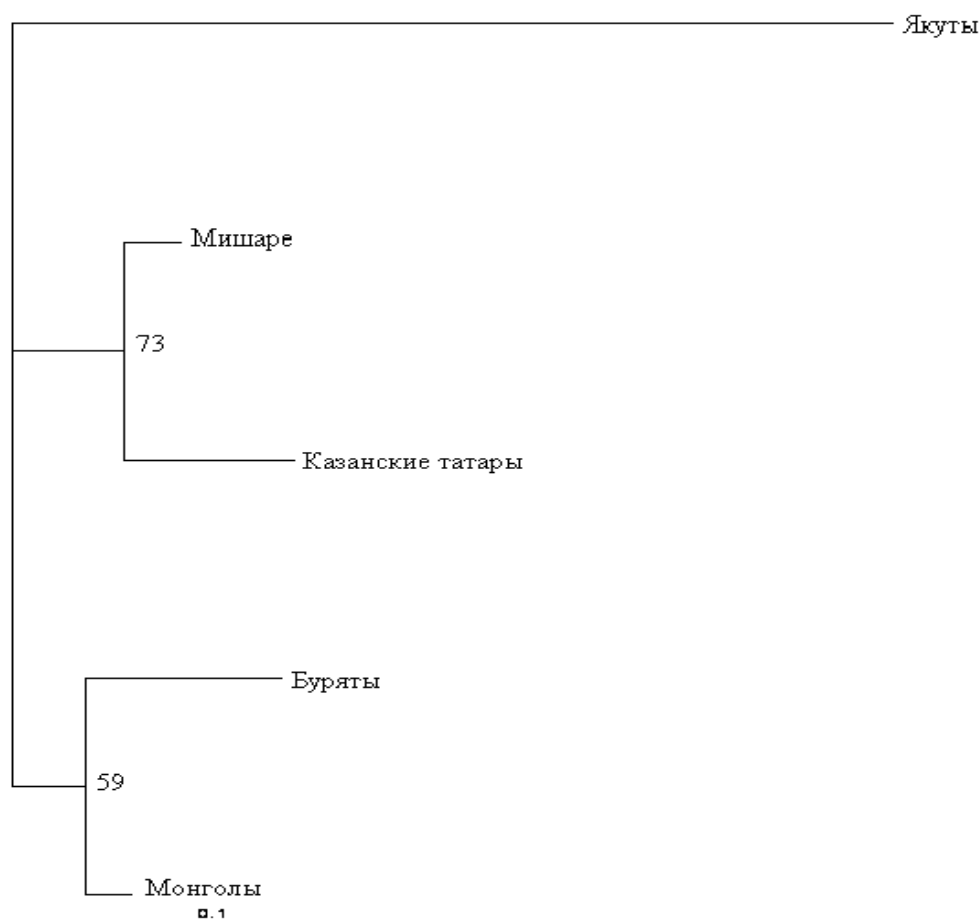 Якуты
Мишаре
73
Казанские татары
Буряты
59
Монголы
0.1